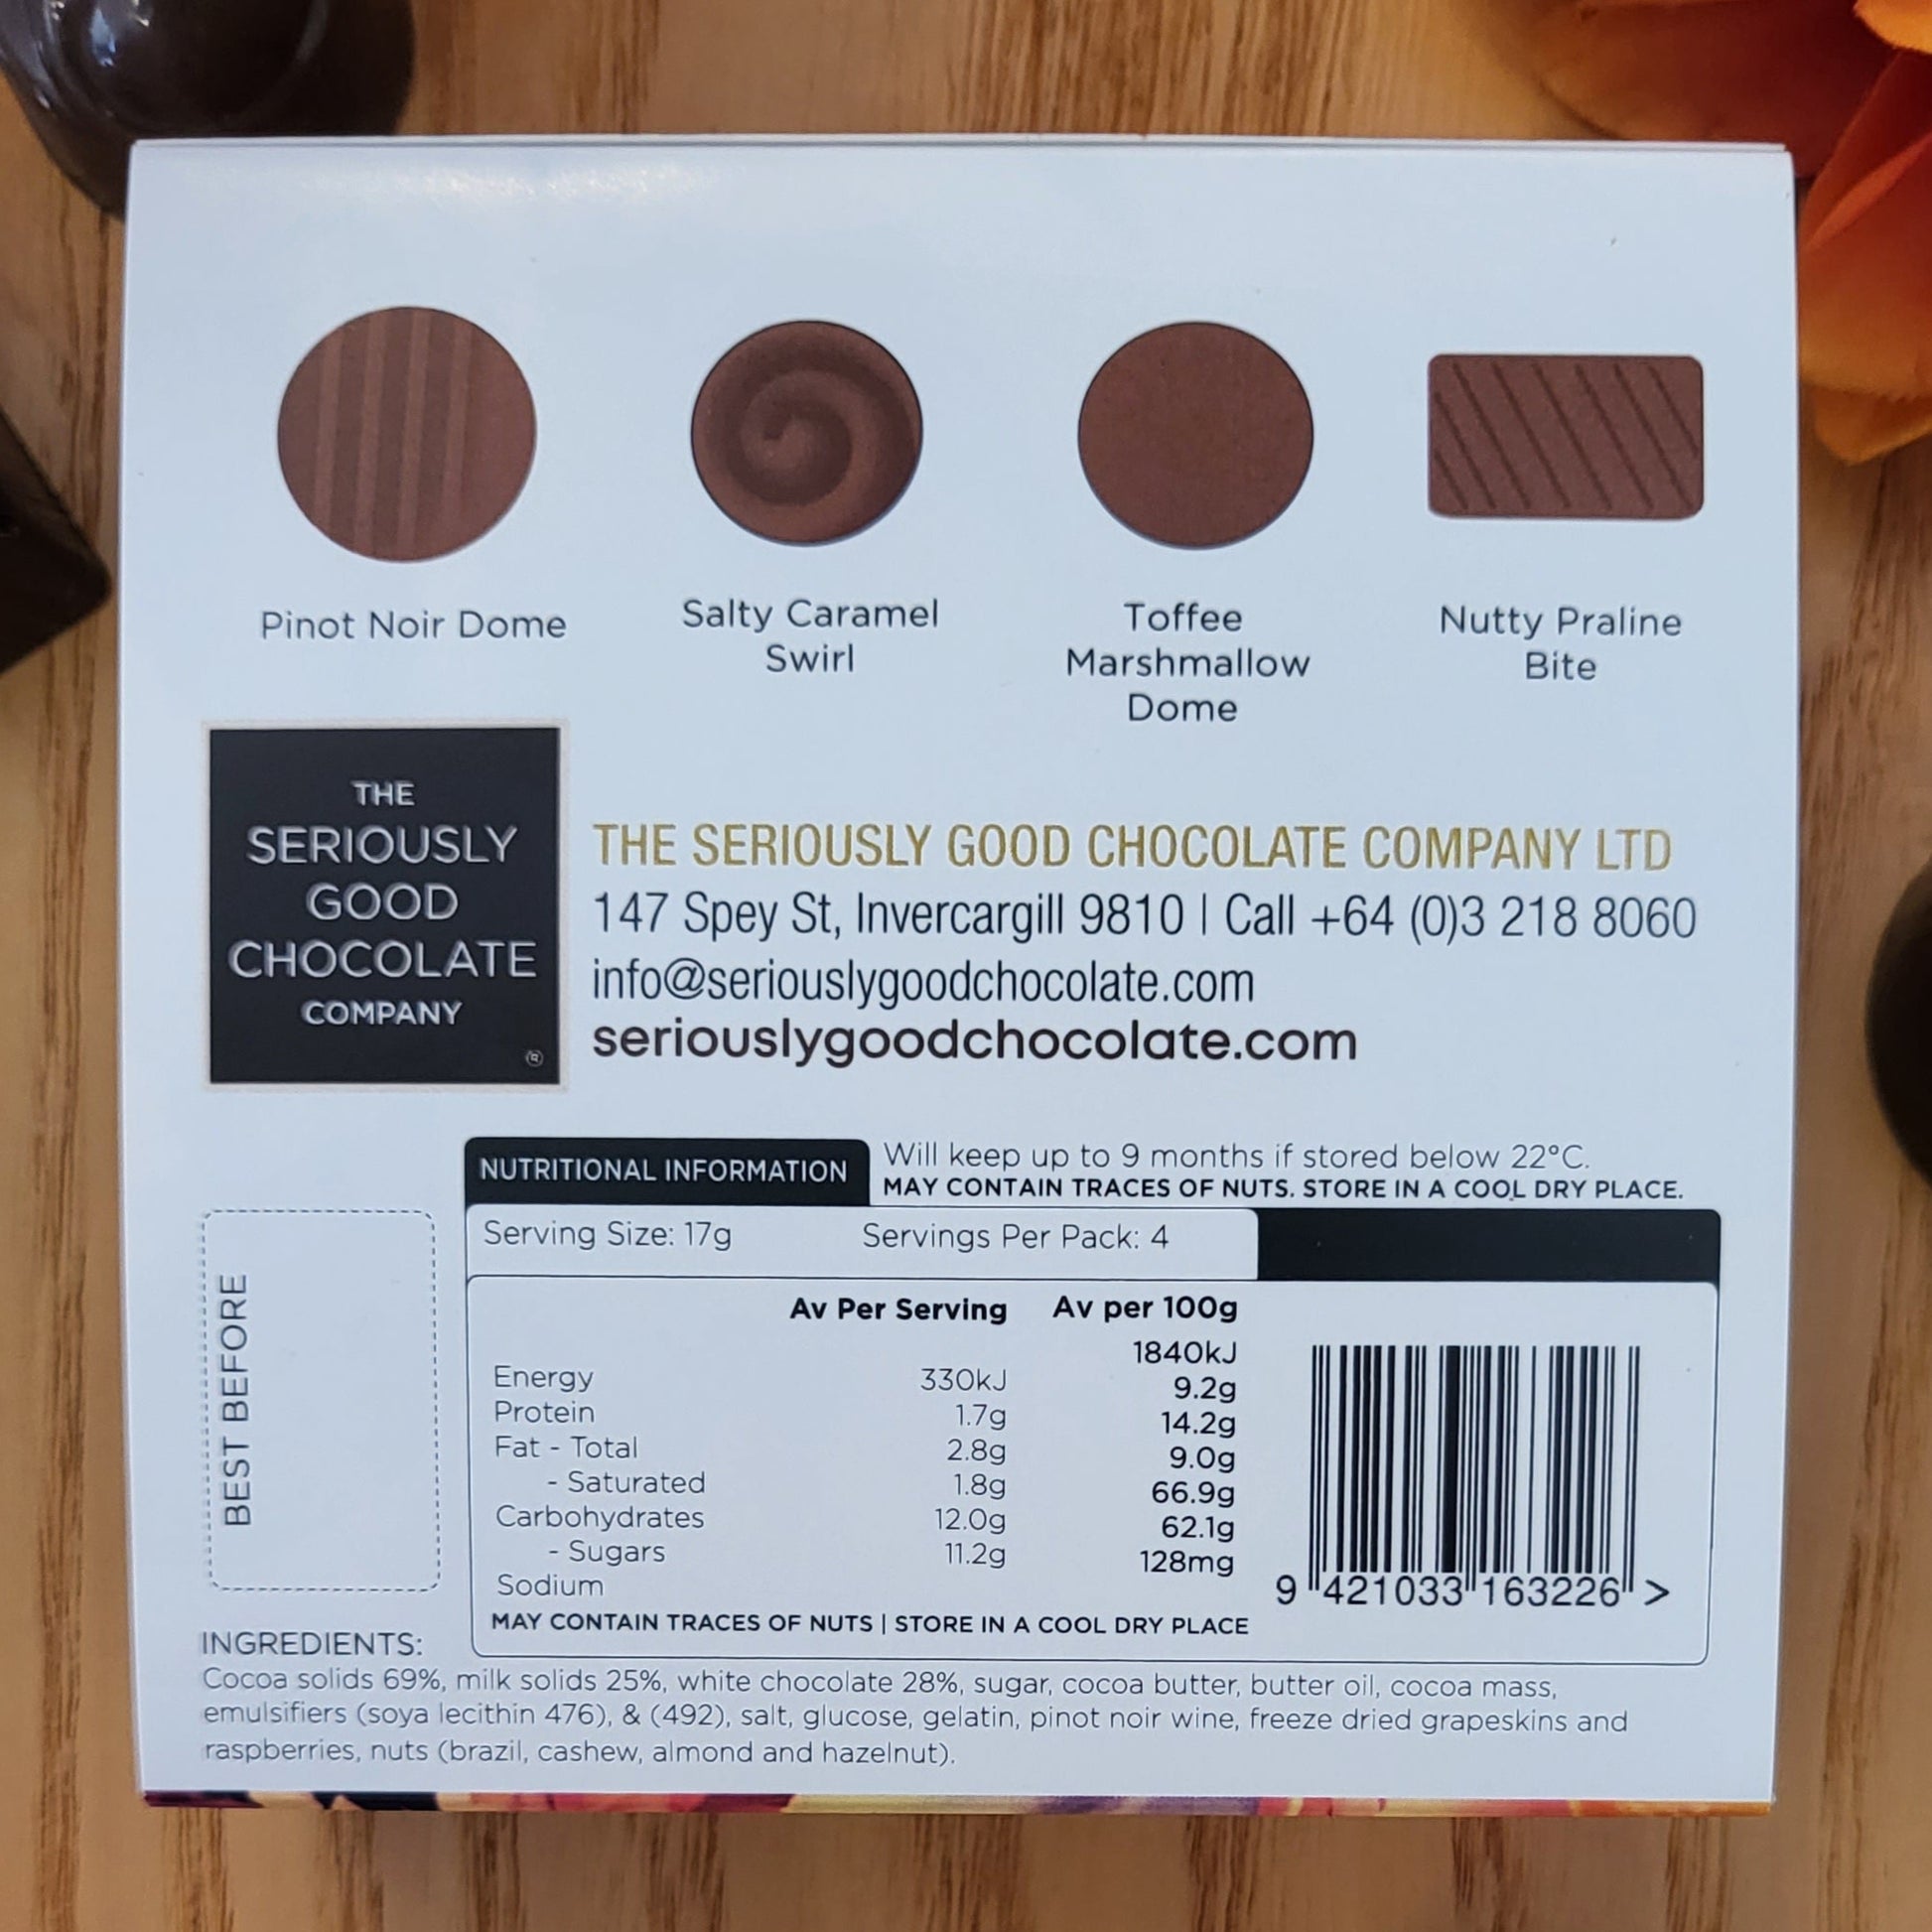 Pinot Noir Dome
Salty Caramel
Swirl
Toffee
Marshmallow
Dome
Nutty Praline
Bite
THE
SERIOUSLY
GOOD
CHOCOLATE
COMPANY
®
THE SERIOUSLY GOOD CHOCOLATE COMPANY LTD
147 Spey St, Invercargill 9810 | Call +64 (0)3 218 8060
info@seriouslygoodchocolate.com
seriouslygoodchocolate.com
NUTRITIONAL INFORMATION
Will keep up to 9 months if stored below 22°C.
MAY CONTAIN TRACES OF NUTS. STORE IN A COOL DRY PLACE.
Serving Size: 17g Servings Per Pack: 4
Av Per Serving Av per 100g
1840kJ
Energy 330kJ 9.2g
Protein 1.7g 14.2g
Fat - Total 2.8g 9.0g
- Saturated 1.8g 66.9g
Carbohydrates 12.0g 62.1g
- Sugars 11.2g 128mg
Sodium
MAY CONTAIN TRACES OF NUTS | STORE IN A COOL DRY PLACE
9 421033 163226 >
BEST BEFORE
INGREDIENTS:
Cocoa solids 69%, milk solids 25%, white chocolate 28%, sugar, cocoa butter, butter oil, cocoa mass,
emulsifiers (soya lecithin 476), & (492), salt, glucose, gelatin, pinot noir wine, freeze dried grapeskins and
raspberries, nuts (brazil, cashew, almond and hazelnut).